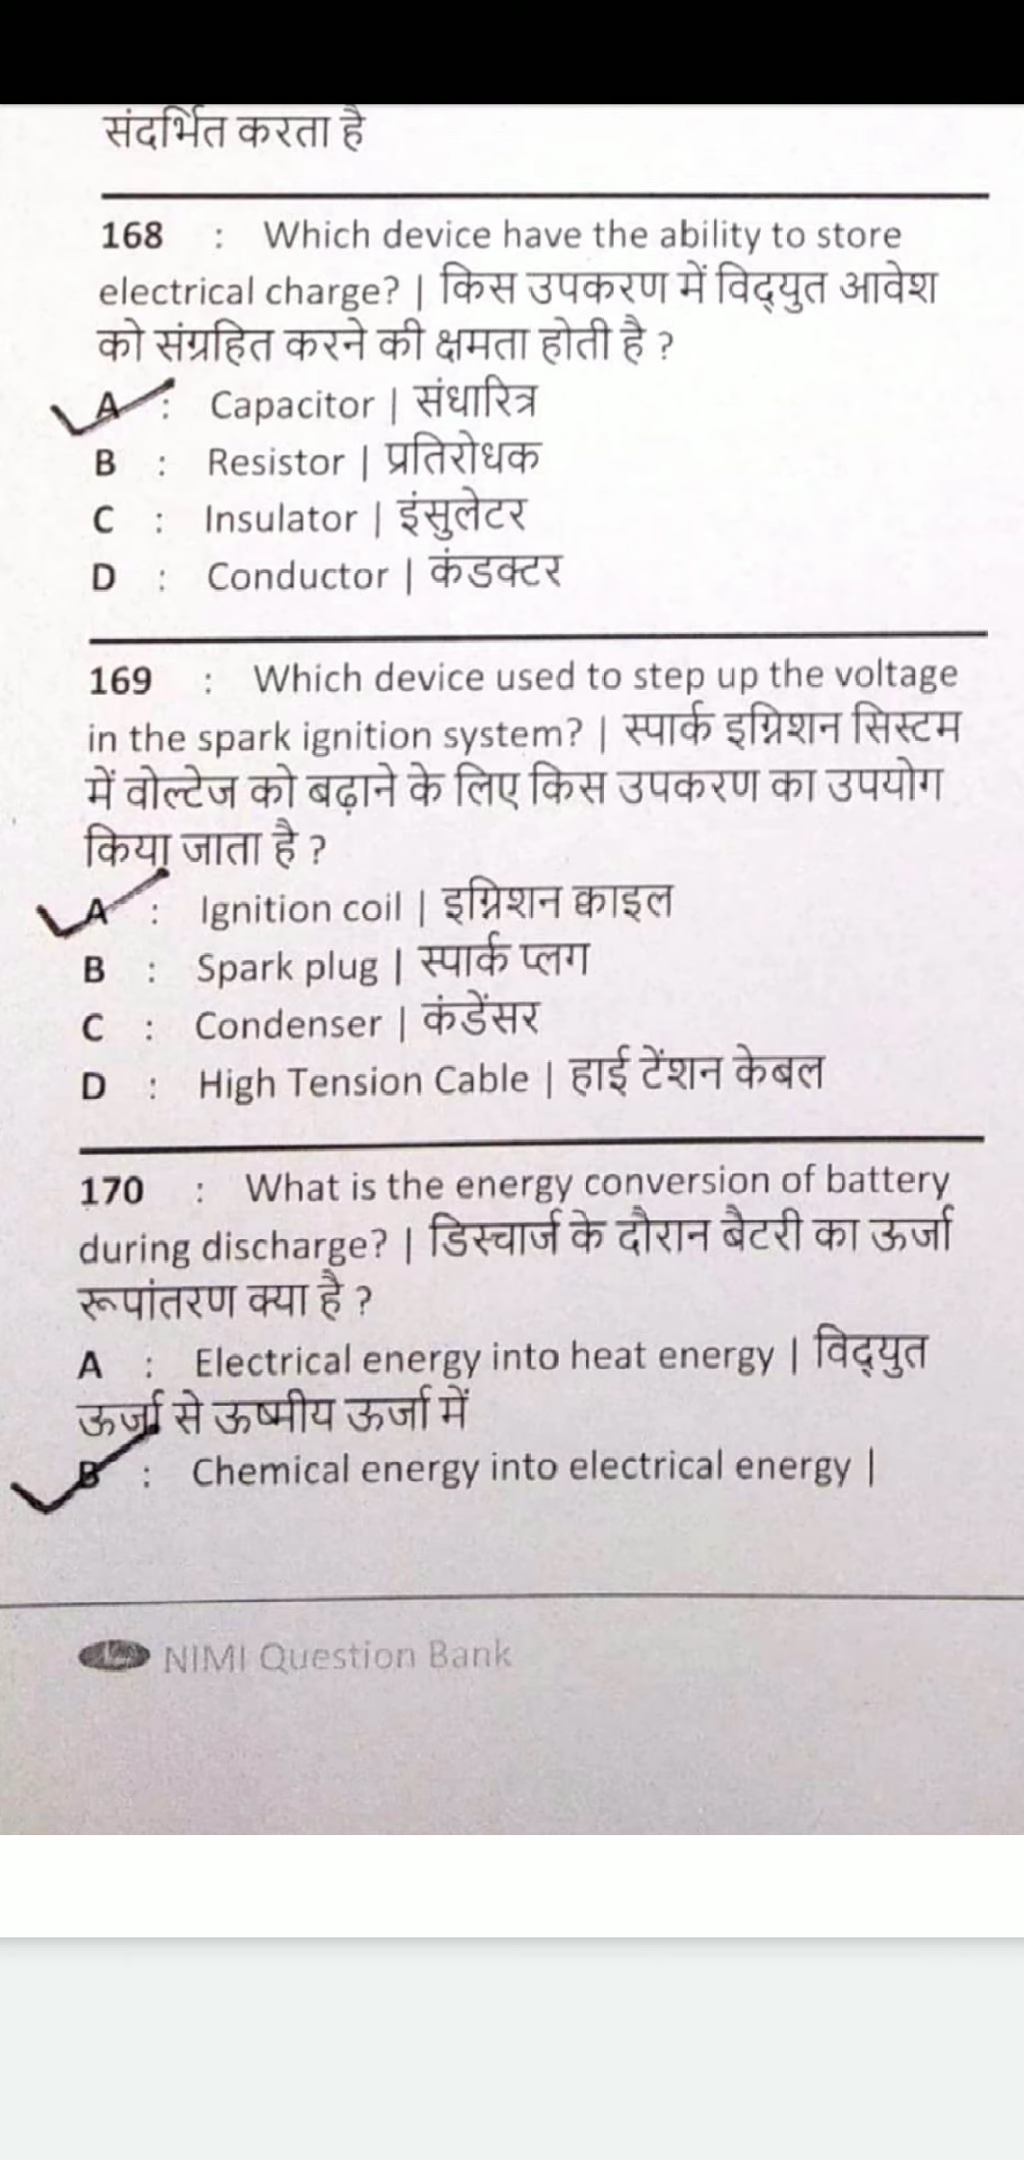 संदर्भित करता है
168 : Which device have the ability to store
electrical charge? | किस उपकरण में विद्युत आवेश
को संग्रहित करने की क्षमता होती है ?
A : Capacitor | संधारित्र
B : Resistor | प्रतिरोधक
C : Insulator | इंसुलेटर
D : Conductor | कंडक्टर
169 : Which device used to step up the voltage
in the spark ignition system? | स्पार्क इग्निशन सिस्टम
में वोल्टेज को बढ़ाने के लिए किस उपकरण का उपयोग
किया जाता है ?
A : Ignition coil | इग्निशन क्वाइल
B : Spark plug | स्पार्क प्लग
C : Condenser | कंडेंसर
D : High Tension Cable | हाई टेंशन केबल
170 : What is the energy conversion of battery
during discharge? | डिस्चार्ज के दौरान बैटरी का ऊर्जा
रूपांतरण क्या है ?
A : Electrical energy into heat energy | विद्युत
ऊर्जा से ऊष्मीय ऊर्जा में
B : Chemical energy into electrical energy |
NIMI Question Bank